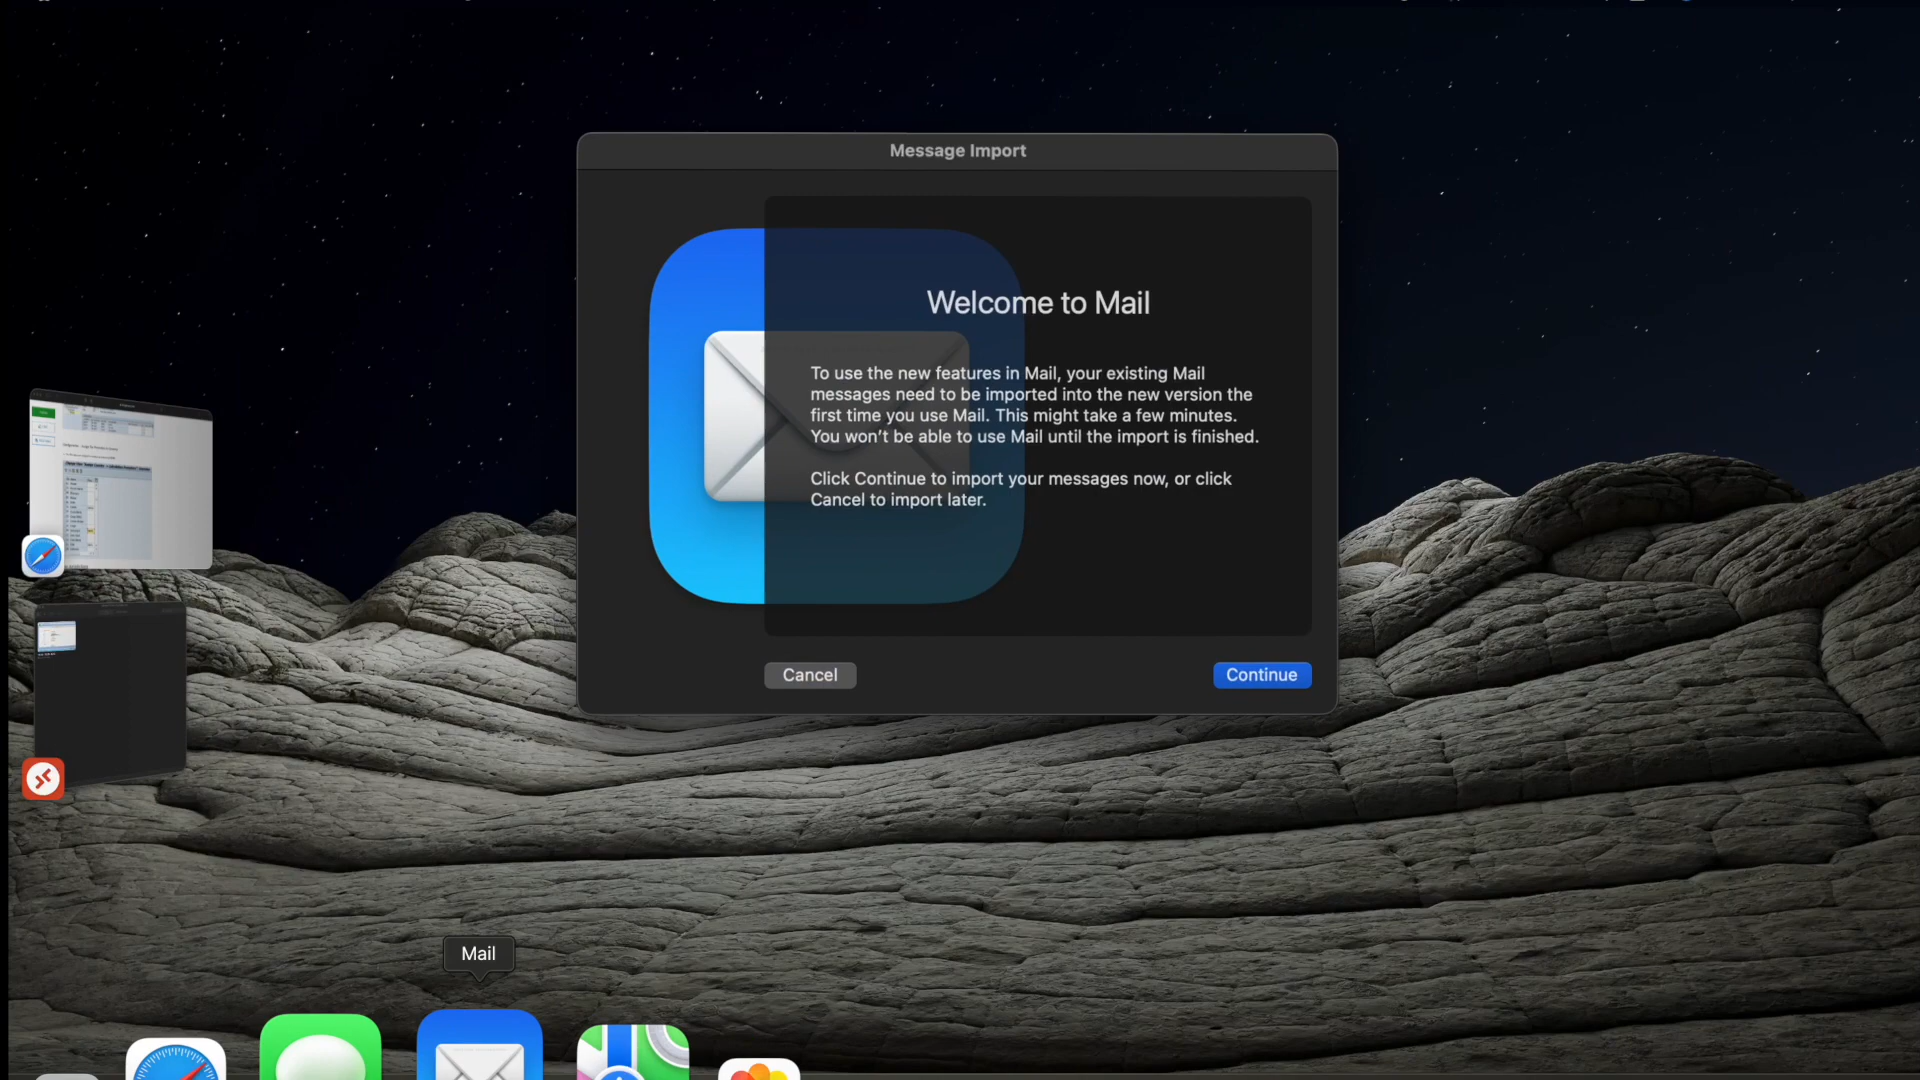 Message Import
Welcome to Mail
To use the new features in Mail, your existing Mail
messages need to be imported into the new version the
first time you use Mail. This might take a few minutes.
You won't be able to use Mail until the import is finished.
Click Continue to import your messages now, or click
Cancel to import later.
Cancel
Continue
Mail